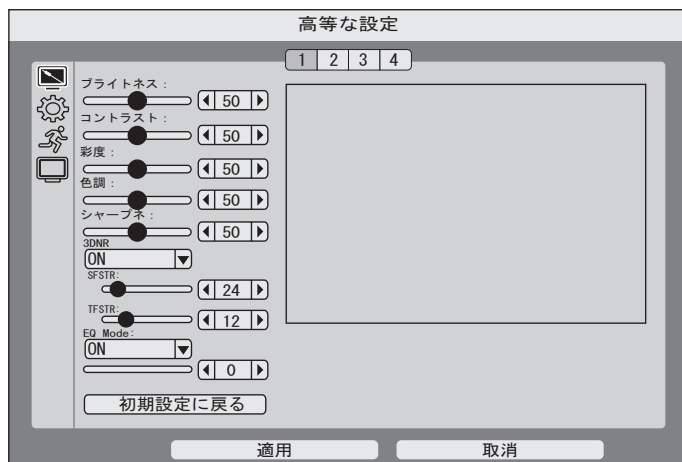 高等な設定
1 2 3 4
ブライトネス：
50
コントラスト：
50
彩度：
50
色調：
50
シャープネ：
50
3DNR
ON
SFSTR:
24
TFSTR:
12
EQ Mode:
ON
0
初期設定に戻る
適用 取消